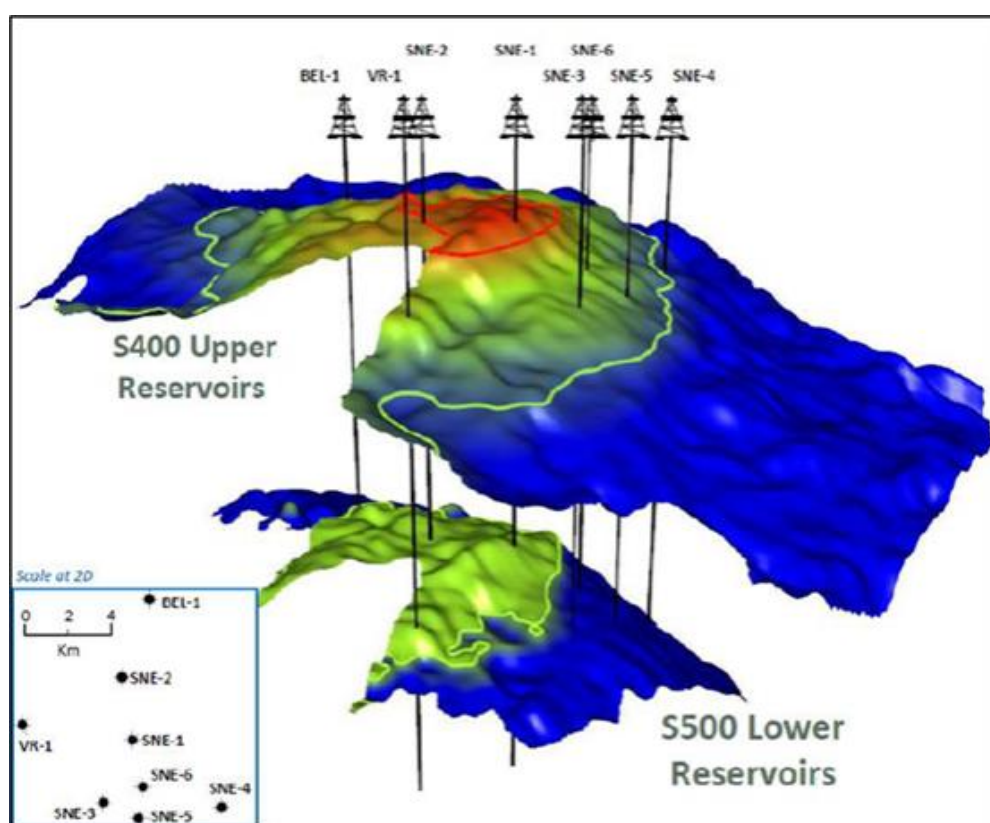 SNE-2
SNE-1
SNE-6
BEL-1
VR-1
SNE-3
SNE-5
SNE-4
S400 Upper
Reservoirs
Scale at 2D
BEL-1
0 2 4
Km
SNE-2
VR-1
SNE-1
SNE-6
SNE-4
SNE-3
SNE-5
S500 Lower
Reservoirs